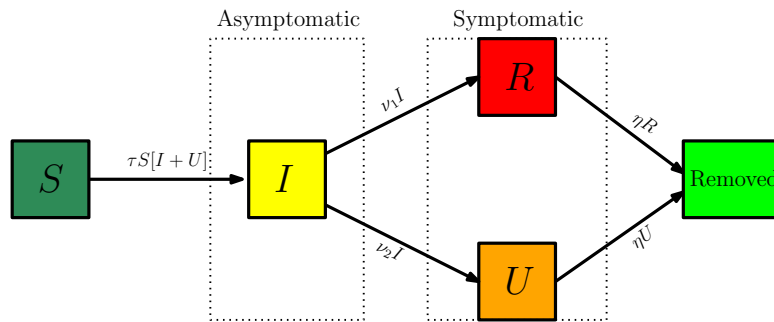 Asymptomatic
Symptomatic
S
τS[I + U]
I
ν₁I
ν₂I
R
U
ηR
ηU
Removed